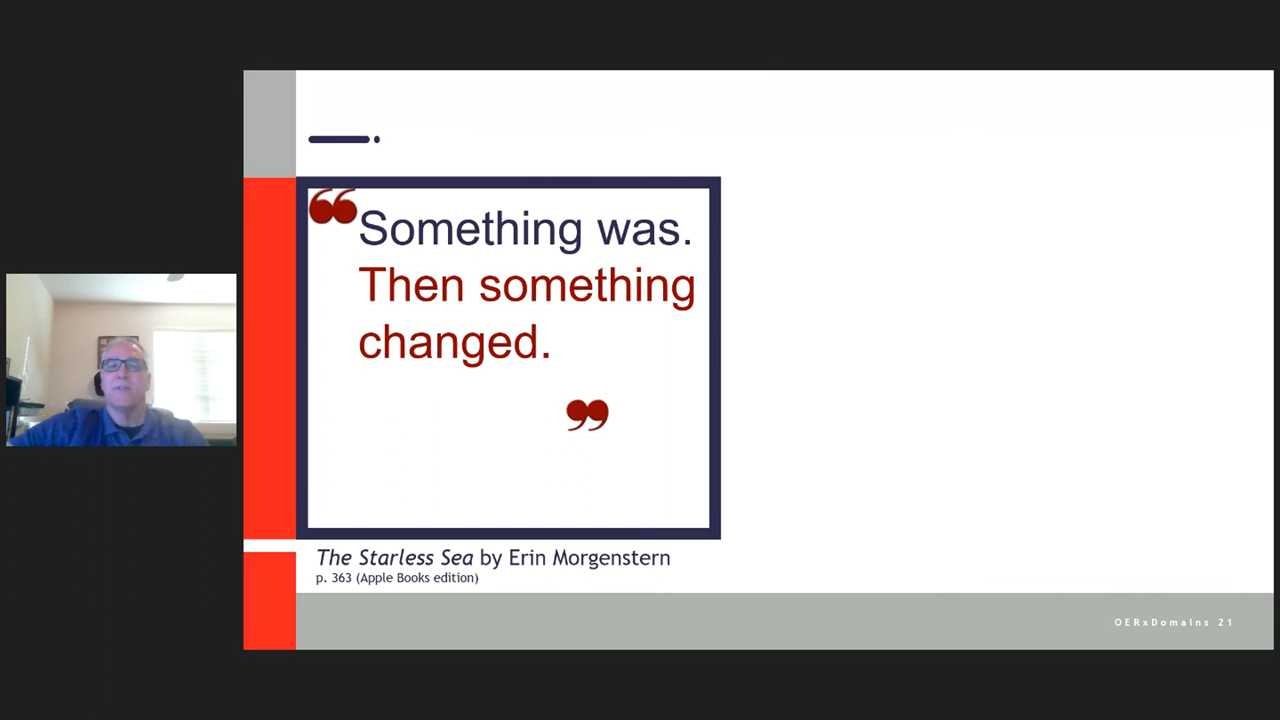 “Something was.
Then something
changed.
”
The Starless Sea by Erin Morgenstern
p. 363 (Apple Books edition)
OERxDomains 21